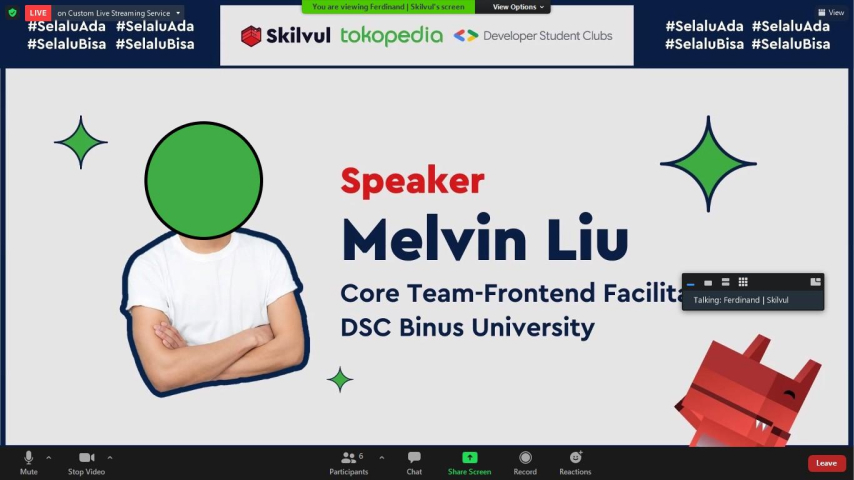 You are viewing Ferdinand | Skilvul's screen
View Options
LIVE on Custom Live Streaming Service
View
#SelaluAda #SelaluAda
#SelaluBisa #SelaluBisa
Skilvul tokopedia Developer Student Clubs
#SelaluAda #SelaluAda
#SelaluBisa #SelaluBisa
Speaker
Melvin Liu
Core Team-Frontend Facilita
DSC Binus University
Talking: Ferdinand | Skilvul
Mute
Stop Video
Participants 6
Chat
Share Screen
Record
Reactions
Leave